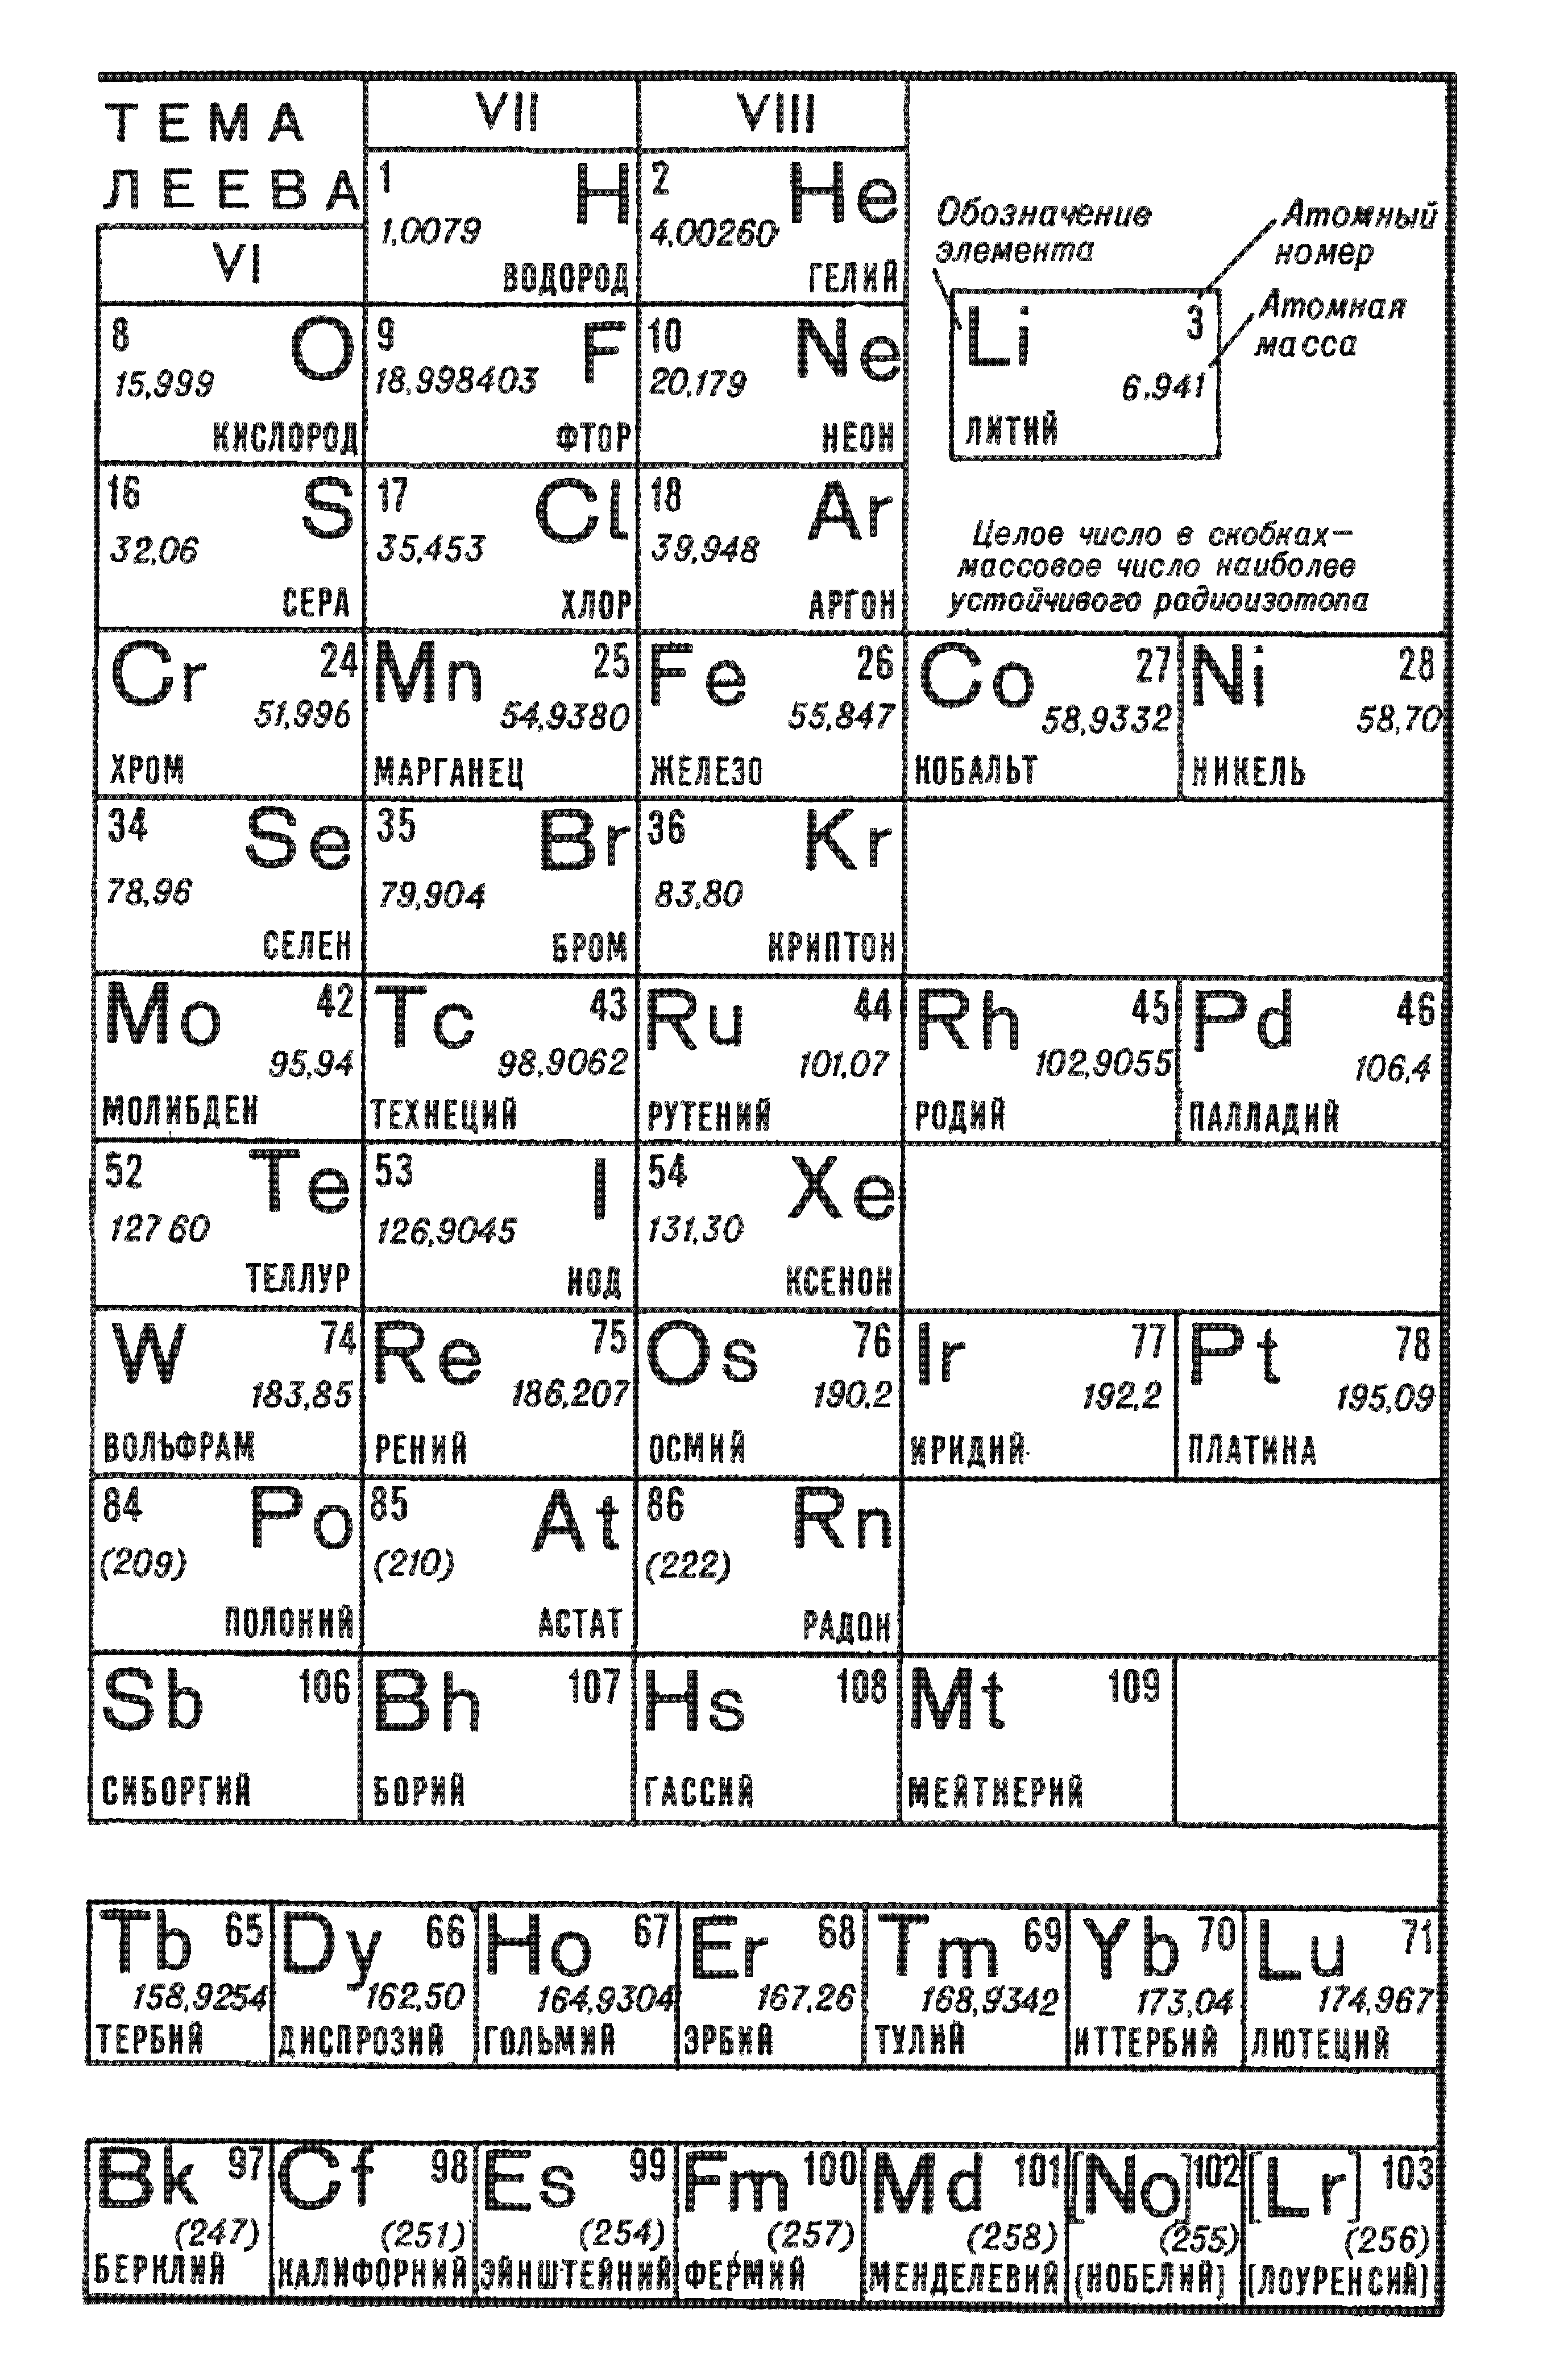 ТЕМА
ЛЕЕВА
VI
VII
VIII
1 H
1,0079
ВОДОРОД
2 He
4,00260
ГЕЛИЙ
Обозначение
элемента
Атомный
номер
Атомная
масса
Li 3
6,941
ЛИТИЙ
8 O
15,999
КИСЛОРОД
9 F
18,998403
ФТОР
10 Ne
20,179
НЕОН
16 S
32,06
СЕРА
17 Cl
35,453
ХЛОР
18 Ar
39,948
АРГОН
Целое число в скобках—
массовое число наиболее
устойчивого радиоизотопа
Cr 24
51,996
ХРОМ
Mn 25
54,9380
МАРГАНЕЦ
Fe 26
55,847
ЖЕЛЕЗО
Co 27
58,9332
КОБАЛЬТ
Ni 28
58,70
НИКЕЛЬ
34 Se
78,96
СЕЛЕН
35 Br
79,904
БРОМ
36 Kr
83,80
КРИПТОН
Mo 42
95,94
МОЛИБДЕН
Tc 43
98,9062
ТЕХНЕЦИЙ
Ru 44
101,07
РУТЕНИЙ
Rh 45
102,9055
РОДИЙ
Pd 46
106,4
ПАЛЛАДИЙ
52 Te
127 60
ТЕЛЛУР
53 I
126,9045
ИОД
54 Xe
131,30
КСЕНОН
W 74
183,85
ВОЛЬФРАМ
Re 75
186,207
РЕНИЙ
Os 76
190,2
ОСМИЙ
Ir 77
192,2
ИРИДИЙ
Pt 78
195,09
ПЛАТИНА
84 Po
(209)
ПОЛОНИЙ
85 At
(210)
АСТАТ
86 Rn
(222)
РАДОН
Sb 106
СИБОРГИЙ
Bh 107
БОРИЙ
Hs 108
ГАССИЙ
Mt 109
МЕЙТНЕРИЙ
Tb 65
158,9254
ТЕРБИЙ
Dy 66
162,50
ДИСПРОЗИЙ
Ho 67
164,9304
ГОЛЬМИЙ
Er 68
167,26
ЭРБИЙ
Tm 69
168,9342
ТУЛИЙ
Yb 70
173,04
ИТТЕРБИЙ
Lu 71
174,967
ЛЮТЕЦИЙ
Bk 97
(247)
БЕРКЛИЙ
Cf 98
(251)
КАЛИФОРНИЙ
Es 99
(254)
ЭЙНШТЕЙНИЙ
Fm 100
(257)
ФЕРМИЙ
Md 101
(258)
МЕНДЕЛЕВИЙ
[No] 102
(255)
(НОБЕЛИЙ)
[Lr] 103
(256)
(ЛОУРЕНСИЙ)